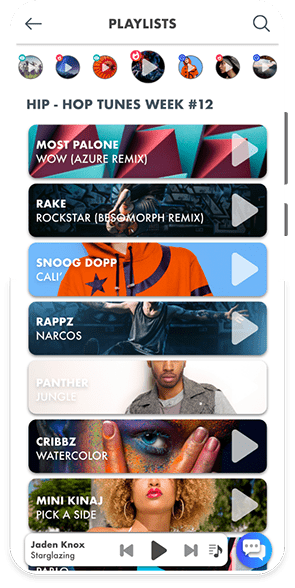 PLAYLISTS
HIP - HOP TUNES WEEK #12
MOST PALONE
WOW (AZURE REMIX)
RAKE
ROCKSTAR (BESOMORPH REMIX)
SNOOG DOPP
CALI'
RAPPZ
NARCOS
PANTHER
JUNGLE
CRIBBZ
WATERCOLOR
MINI KINAJ
PICK A SIDE
Jaden Knox
Starglazing
PABLO